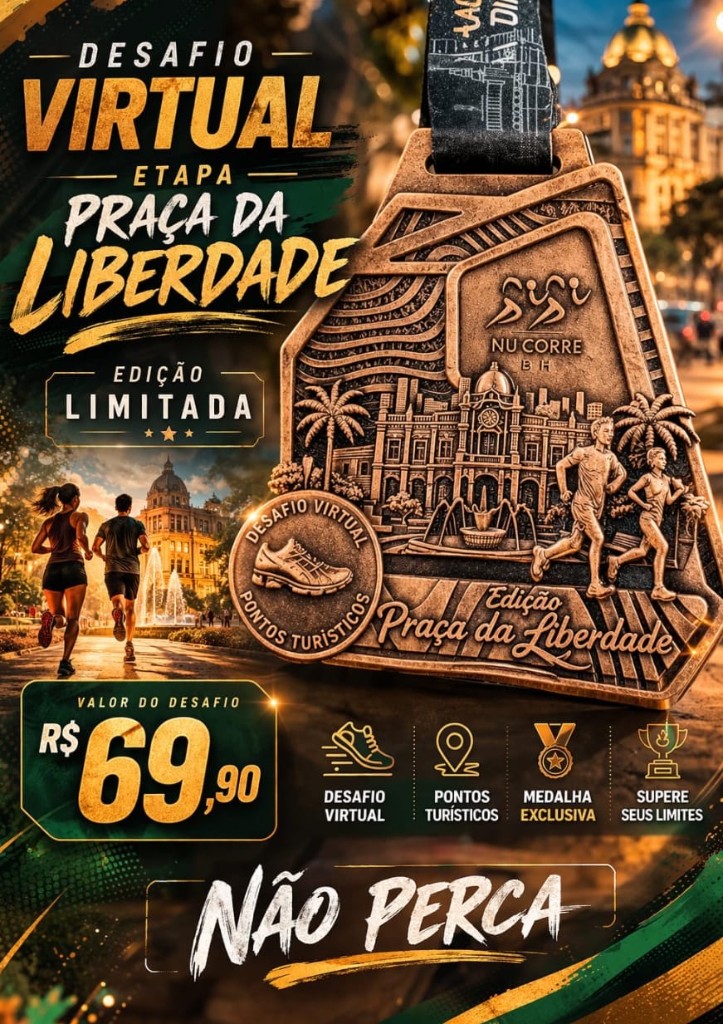 DESAFIO
VIRTUAL
ETAPA
PRAÇA DA
LIBERDADE
EDIÇÃO
LIMITADA
NU CORRE
BH
DESAFIO VIRTUAL
PONTOS TURÍSTICOS
Edição
Praça da Liberdade
VALOR DO DESAFIO
R$ 69,90
DESAFIO
VIRTUAL
PONTOS
TURÍSTICOS
MEDALHA
EXCLUSIVA
SUPERE
SEUS LIMITES
NÃO PERCA